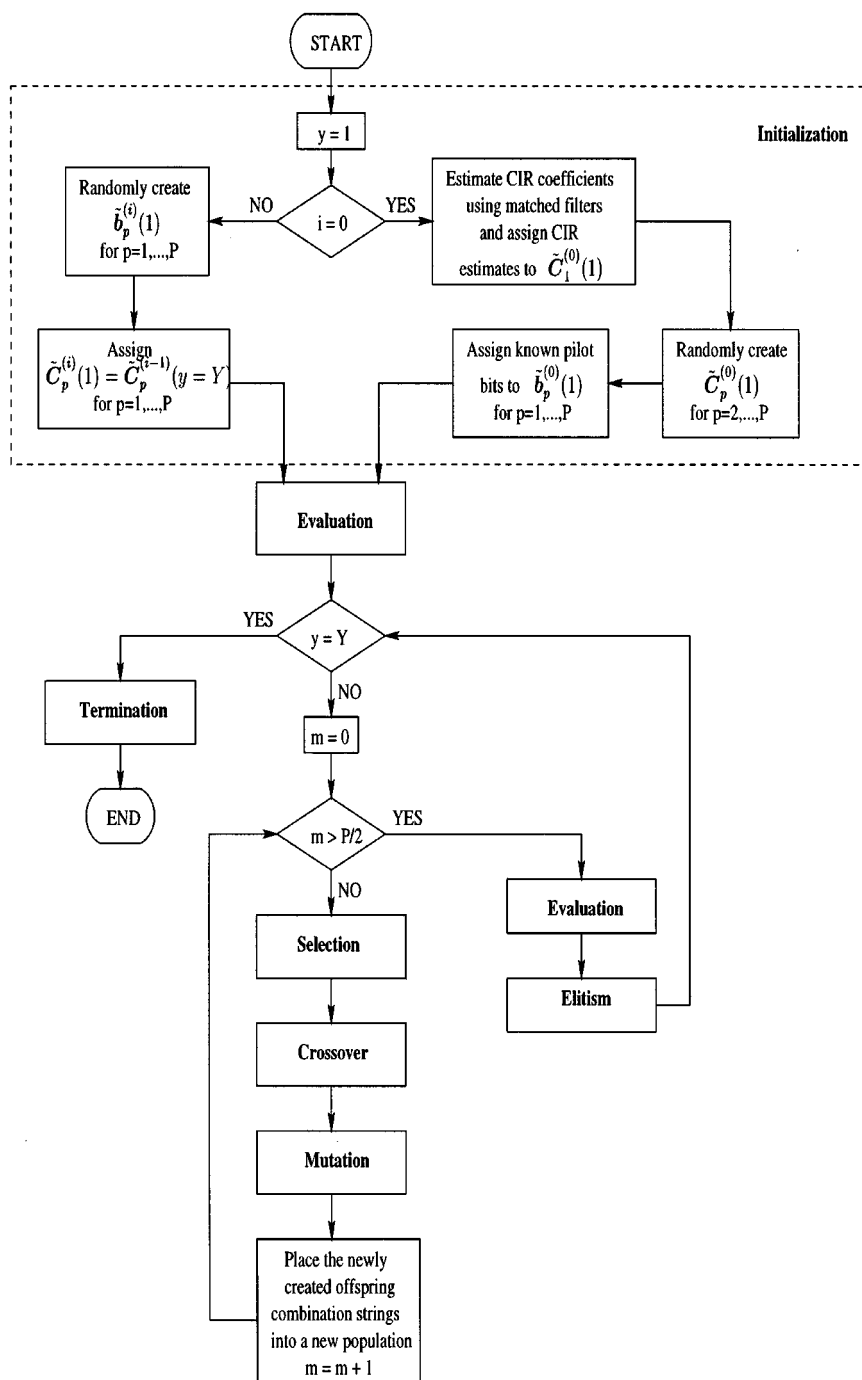 START
Initialization
y = 1
i = 0
NO
YES
Randomly create
b̃_p^(i)(1)
for p=1,...,P
Assign
C̃_p^(i)(1) = C̃_p^(i−1)(y = Y)
for p=1,...,P
Estimate CIR coefficients
using matched filters
and assign CIR
estimates to C̃_1^(0)(1)
Randomly create
C̃_p^(0)(1)
for p=2,...,P
Assign known pilot
bits to b̃_p^(0)(1)
for p=1,...,P
Evaluation
y = Y
YES
NO
Termination
END
m = 0
m > P/2
YES
NO
Evaluation
Elitism
Selection
Crossover
Mutation
Place the newly
created offspring
combination strings
into a new population
m = m + 1